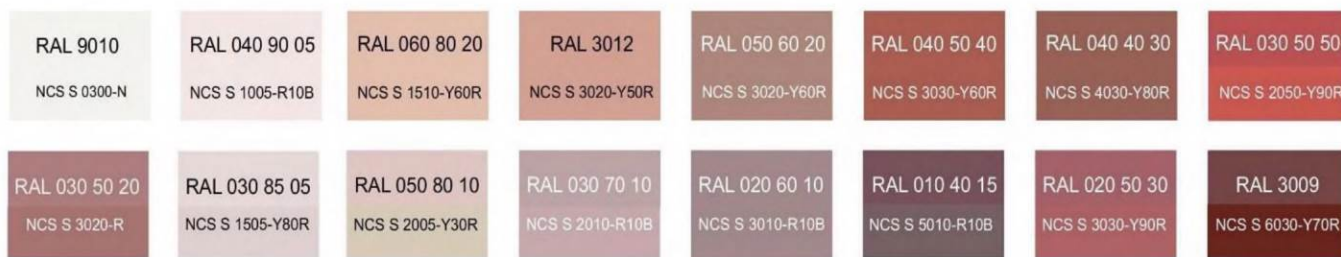 RAL 9010
NCS S 0300-N
RAL 040 90 05
NCS S 1005-R10B
RAL 060 80 20
NCS S 1510-Y60R
RAL 3012
NCS S 3020-Y50R
RAL 050 60 20
NCS S 3020-Y60R
RAL 040 50 40
NCS S 3030-Y60R
RAL 040 40 30
NCS S 4030-Y80R
RAL 030 50 50
NCS S 2050-Y90R
RAL 030 50 20
NCS S 3020-R
RAL 030 85 05
NCS S 1505-Y80R
RAL 050 80 10
NCS S 2005-Y30R
RAL 030 70 10
NCS S 2010-R10B
RAL 020 60 10
NCS S 3010-R10B
RAL 010 40 15
NCS S 5010-R10B
RAL 020 50 30
NCS S 3030-Y90R
RAL 3009
NCS S 6030-Y70R